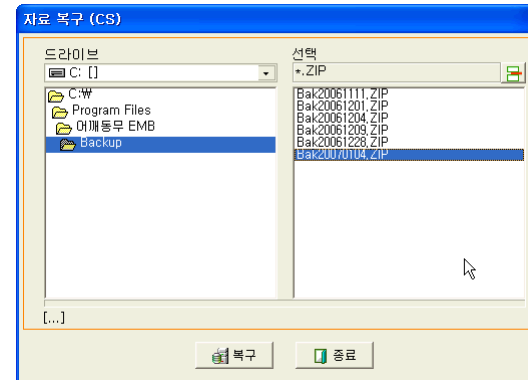 자료 복구 (CS)
드라이브
선택
C: []
*.ZIP
C:₩
Program Files
어깨동무 EMB
Backup
Bak20061111.ZIP
Bak20061201.ZIP
Bak20061204.ZIP
Bak20061209.ZIP
Bak20061228.ZIP
Bak20070104.ZIP
[...]
복구
종료